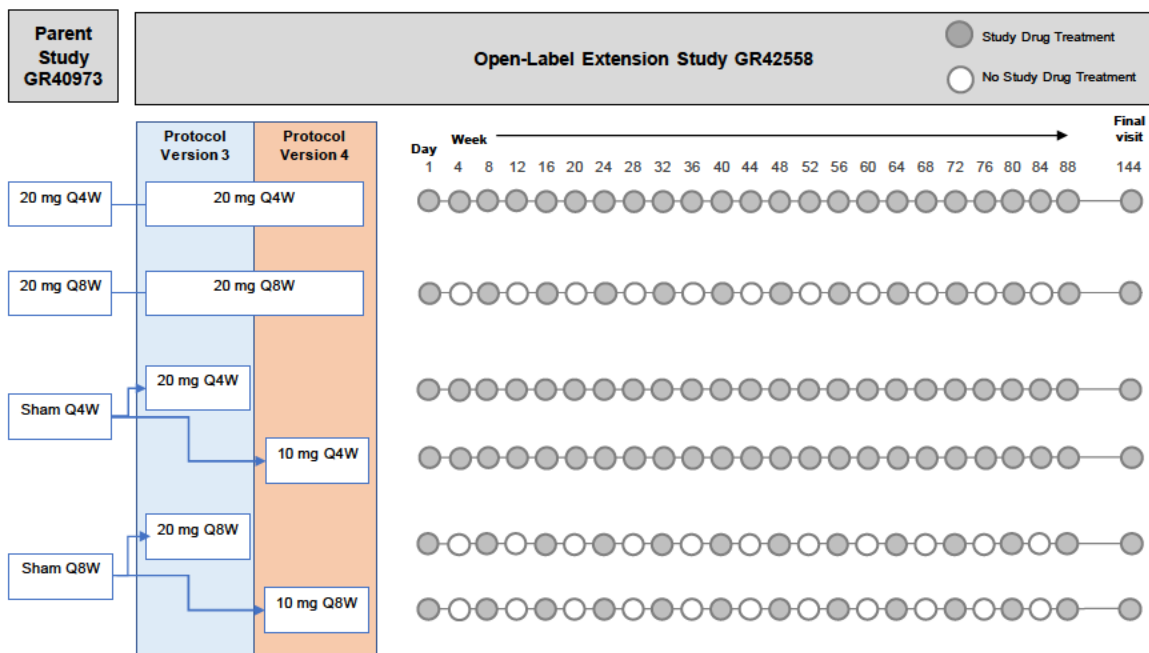 Parent
Study
GR40973
Open-Label Extension Study GR42558
Study Drug Treatment
No Study Drug Treatment
Protocol
Version 3
Protocol
Version 4
Day
Week
Final
visit
1 4 8 12 16 20 24 28 32 36 40 44 48 52 56 60 64 68 72 76 80 84 88 144
20 mg Q4W
20 mg Q4W
20 mg Q8W
20 mg Q8W
Sham Q4W
20 mg Q4W
10 mg Q4W
Sham Q8W
20 mg Q8W
10 mg Q8W